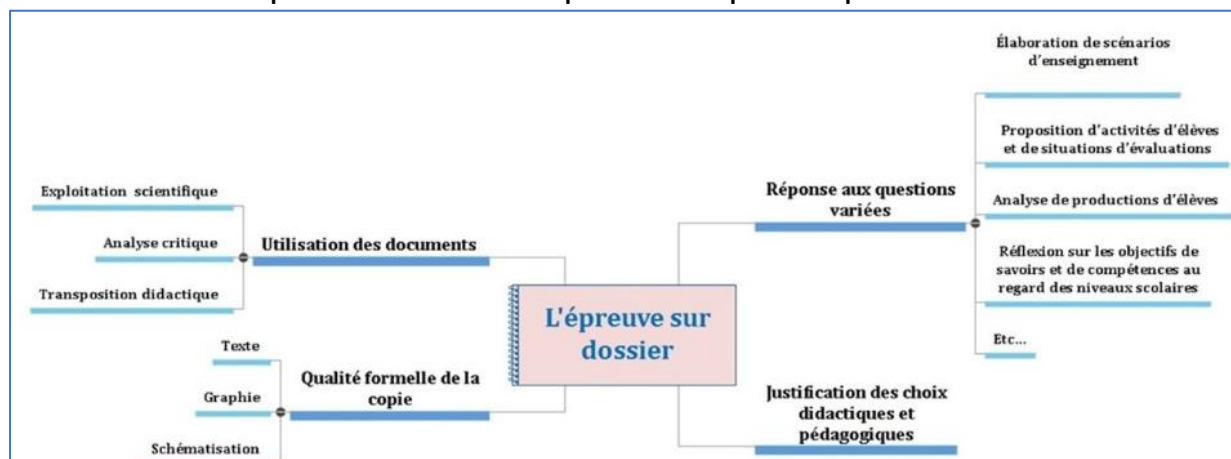 Élaboration de scénarios
d'enseignement
Proposition d'activités d'élèves
et de situations d'évaluations
Analyse de productions d'élèves
Réflexion sur les objectifs de
savoirs et de compétences au
regard des niveaux scolaires
Etc...
Réponse aux questions
variées
Exploitation scientifique
Analyse critique
Transposition didactique
Utilisation des documents
L'épreuve sur
dossier
Texte
Graphie
Schématisation
Qualité formelle de la
copie
Justification des choix
didactiques et
pédagogiques